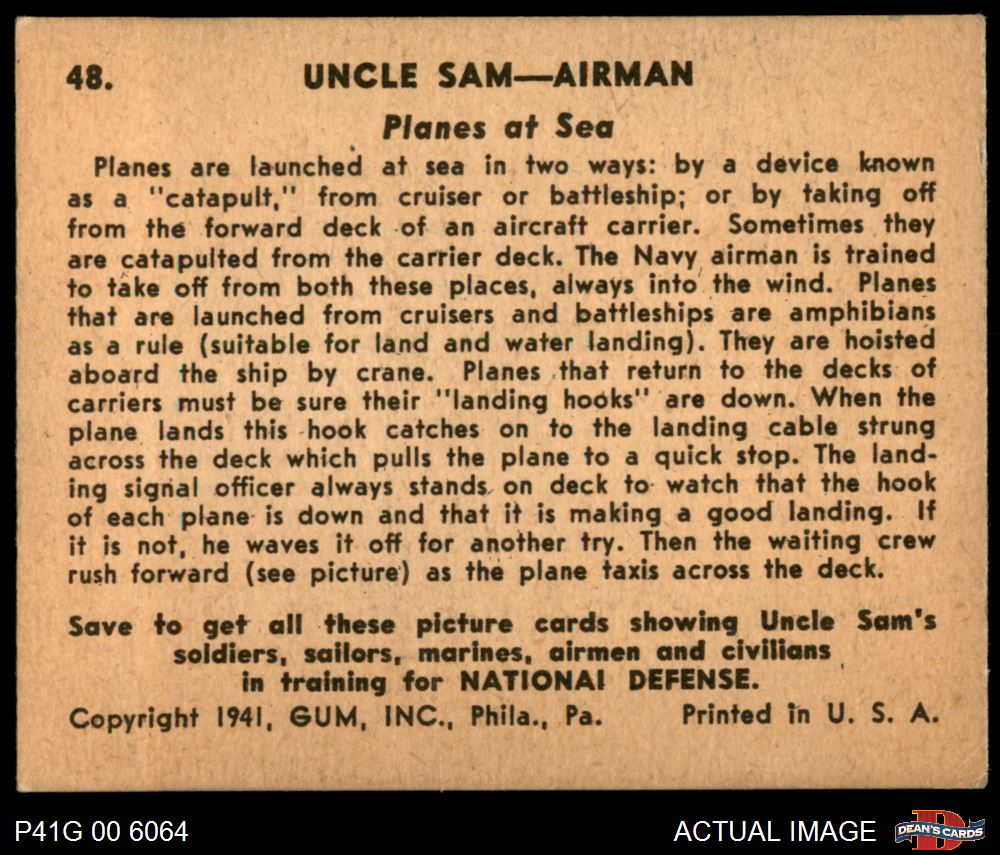 48. UNCLE SAM—AIRMAN
Planes at Sea
Planes are launched at sea in two ways: by a device known
as a "catapult," from cruiser or battleship; or by taking off
from the forward deck of an aircraft carrier. Sometimes they
are catapulted from the carrier deck. The Navy airman is trained
to take off from both these places, always into the wind. Planes
that are launched from cruisers and battleships are amphibians
as a rule (suitable for land and water landing). They are hoisted
aboard the ship by crane. Planes that return to the decks of
carriers must be sure their "landing hooks" are down. When the
plane lands this hook catches on to the landing cable strung
across the deck which pulls the plane to a quick stop. The land-
ing signal officer always stands on deck to watch that the hook
of each plane is down and that it is making a good landing. If
it is not, he waves it off for another try. Then the waiting crew
rush forward (see picture) as the plane taxis across the deck.
Save to get all these picture cards showing Uncle Sam's
soldiers, sailors, marines, airmen and civilians
in training for NATIONAl DEFENSE.
Copyright 1941, GUM, INC., Phila., Pa. Printed in U. S. A.
P41G 00 6064 ACTUAL IMAGE D DEAN'S CARDS